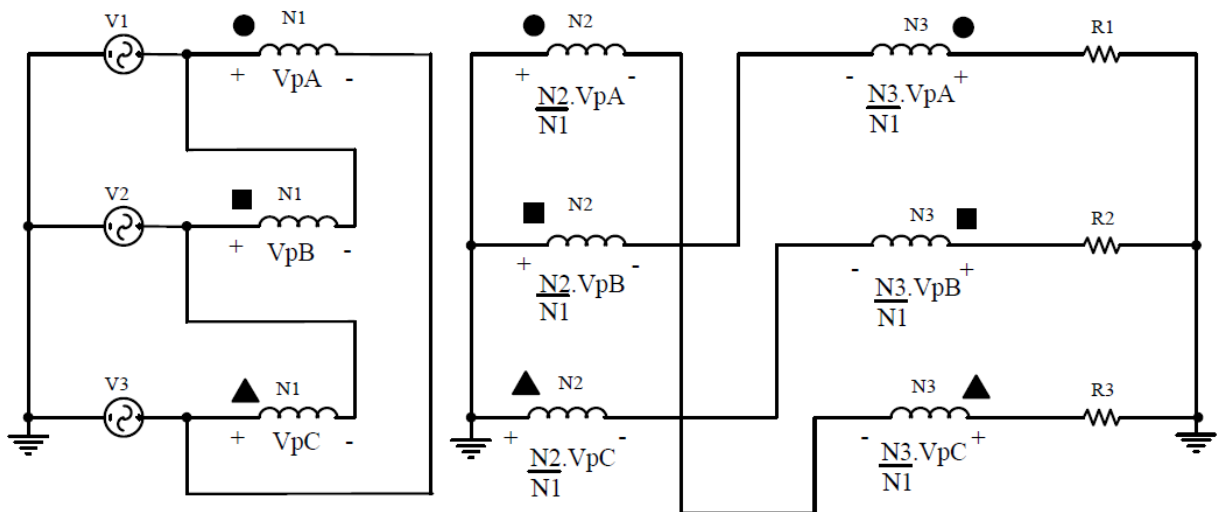 V1 N1 N2 N3 R1
+ VpA -
+ -
N2.VpA
N1
- +
N3.VpA
N1
V2 N1 N2 N3 R2
+ VpB -
+ -
N2.VpB
N1
- +
N3.VpB
N1
V3 N1 N2 N3 R3
+ VpC -
+ -
N2.VpC
N1
- +
N3.VpC
N1